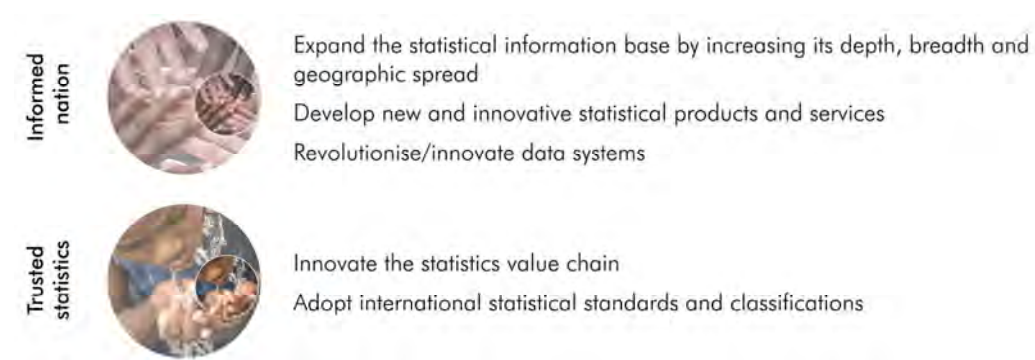 Informed
nation
Expand the statistical information base by increasing its depth, breadth and
geographic spread
Develop new and innovative statistical products and services
Revolutionise/innovate data systems
Trusted
statistics
Innovate the statistics value chain
Adopt international statistical standards and classifications